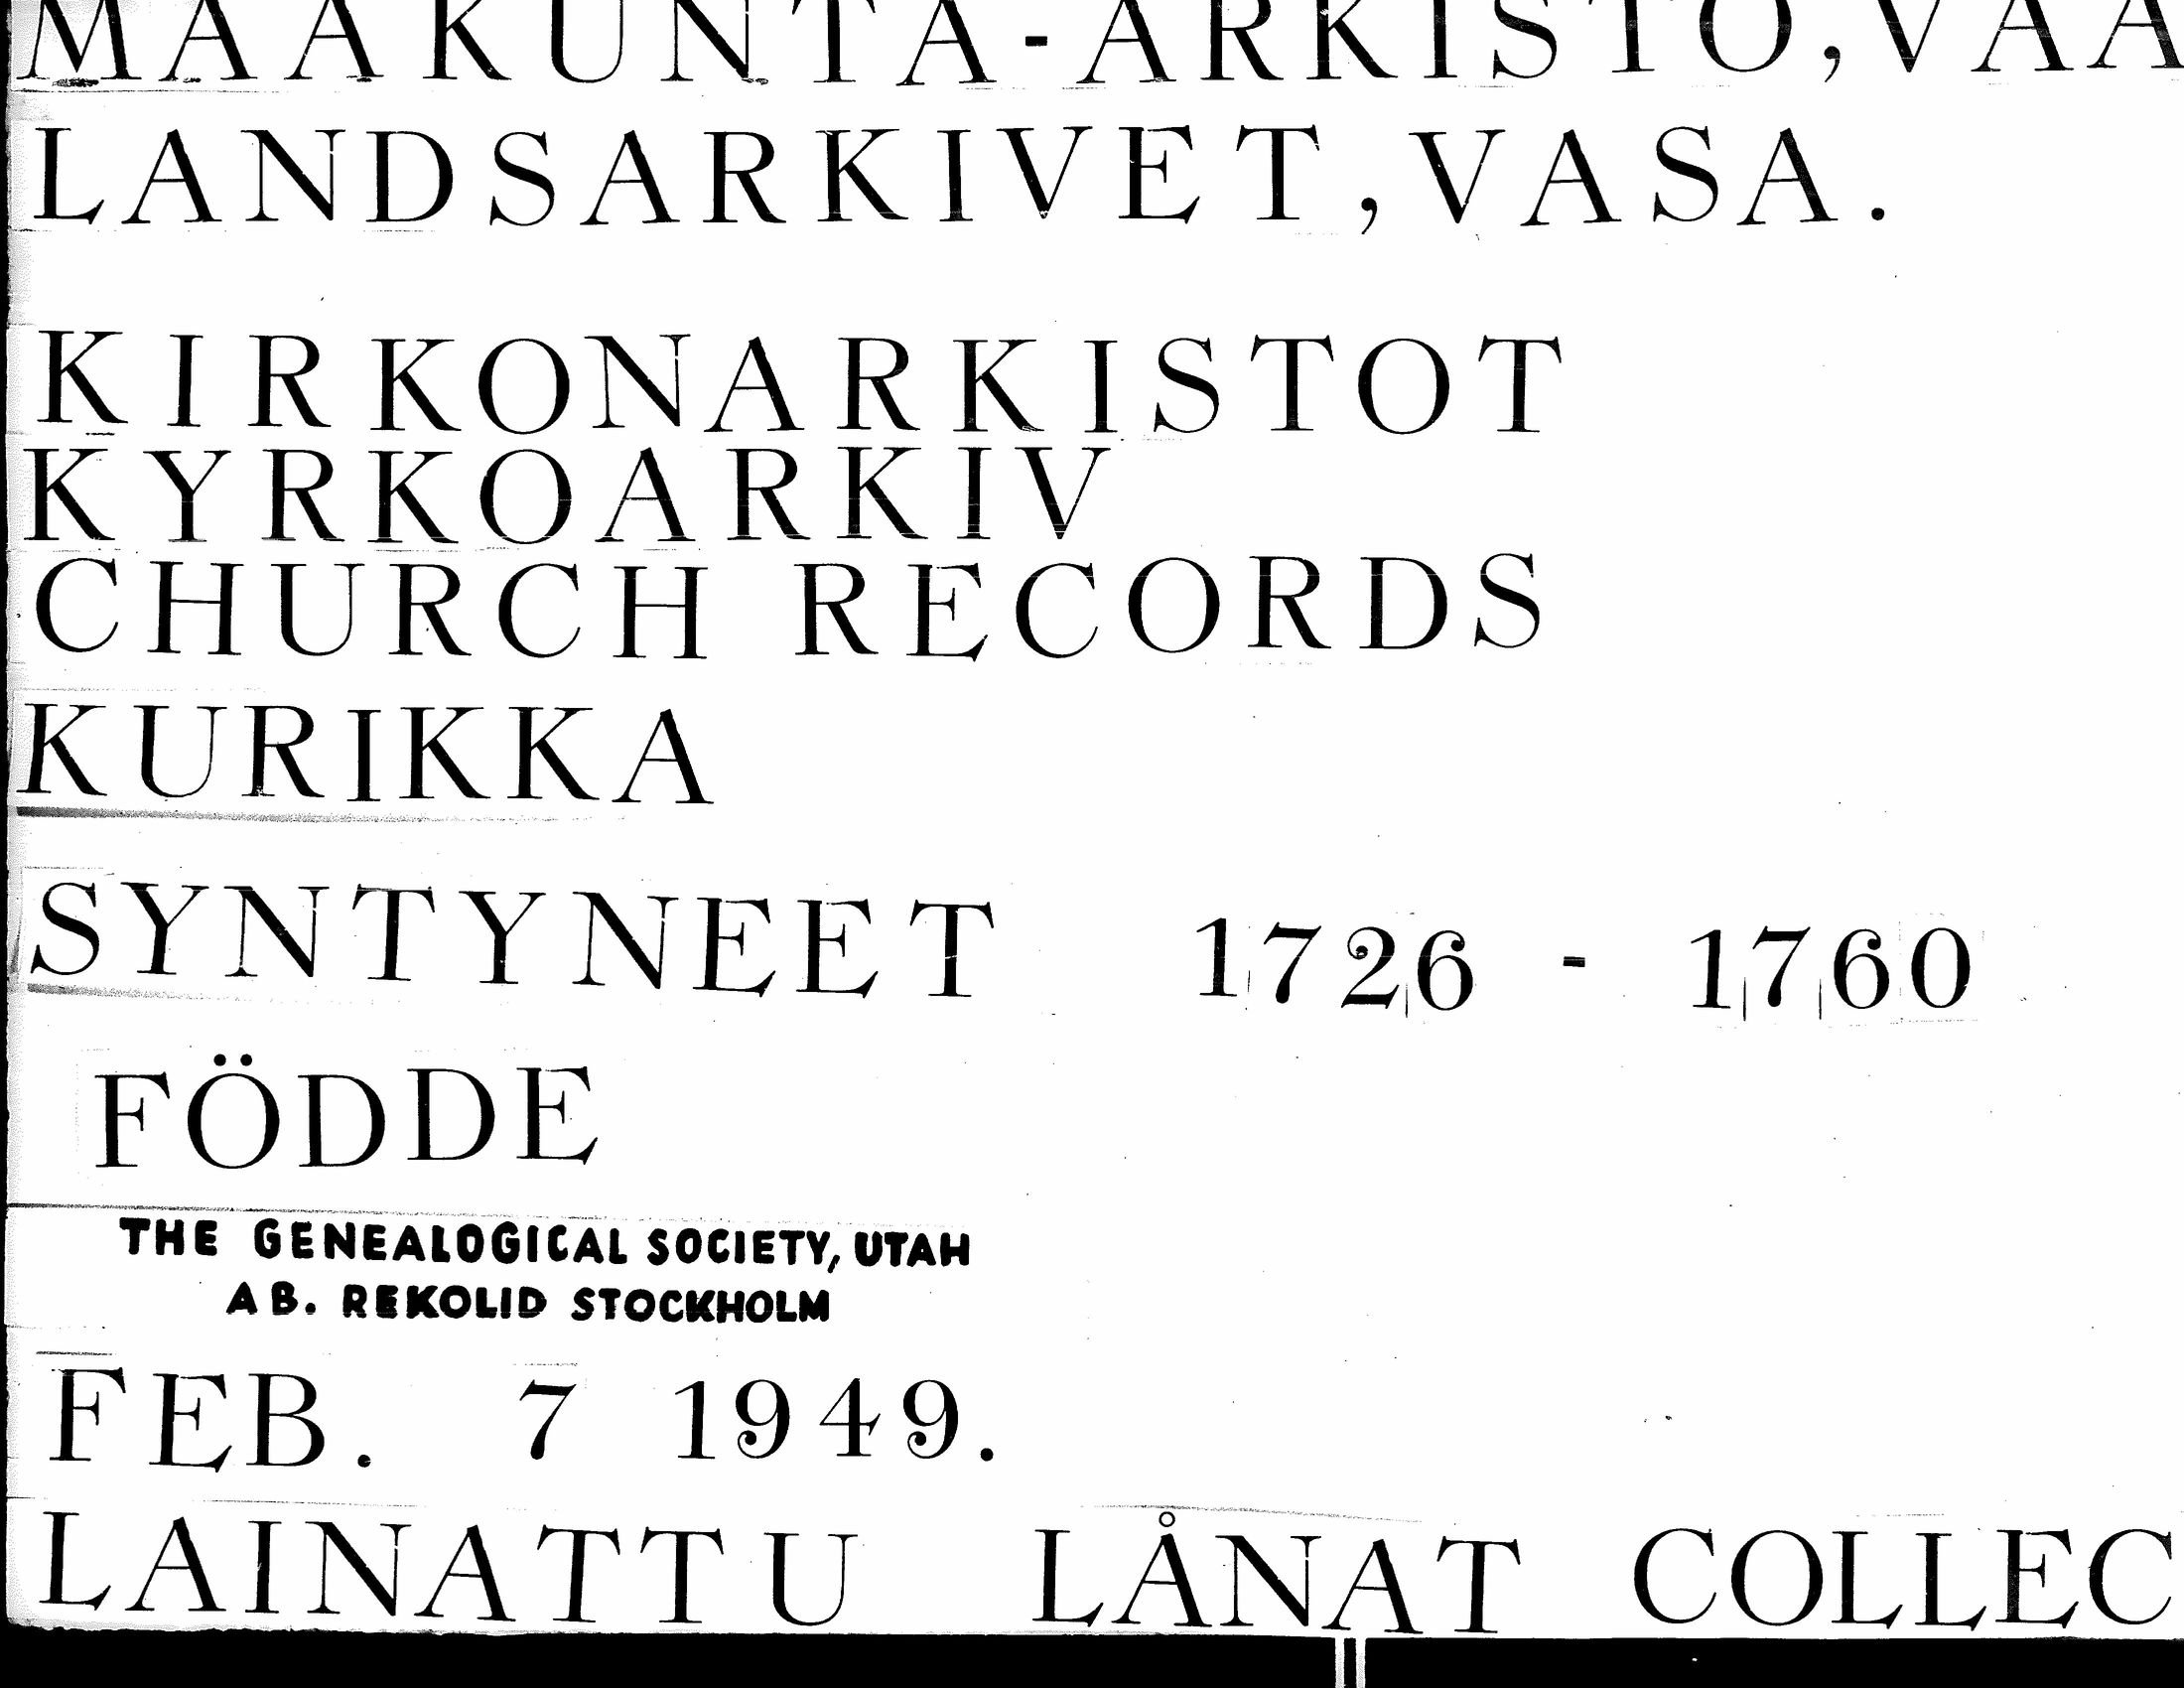 MAAKUNTA-ARKISTO, VAA
LANDSARKIVET, VASA.
KIRKONARKISTOT
KYRKOARKIV
CHURCH RECORDS
KURIKKA
SYNTYNEET 1726 - 1760
FÖDDE
THE GENEALOGICAL SOCIETY, UTAH
AB. REKOLID STOCKHOLM
FEB. 7 1949.
LAINATTU LÅNAT COLLEC